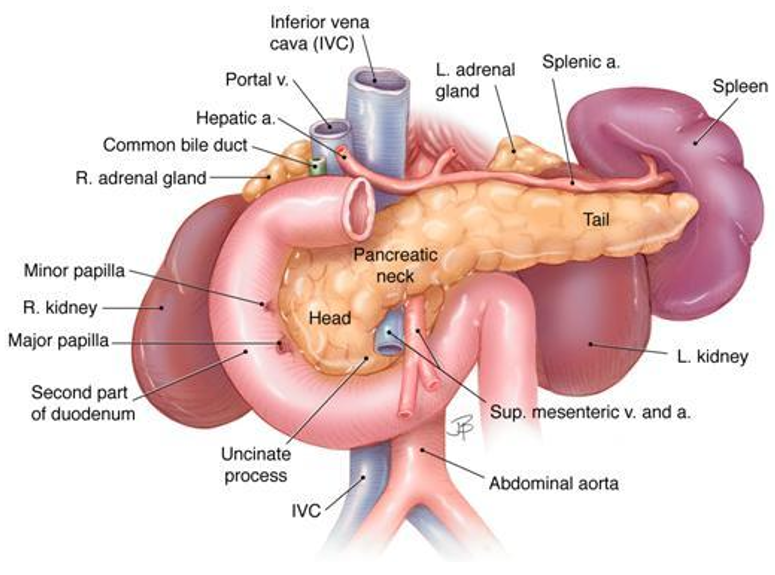 Inferior vena
cava (IVC)
Portal v.
Hepatic a.
Common bile duct
R. adrenal gland
L. adrenal
gland
Splenic a.
Spleen
Tail
Pancreatic
neck
Head
Minor papilla
R. kidney
Major papilla
Second part
of duodenum
L. kidney
Sup. mesenteric v. and a.
Uncinate
process
Abdominal aorta
IVC